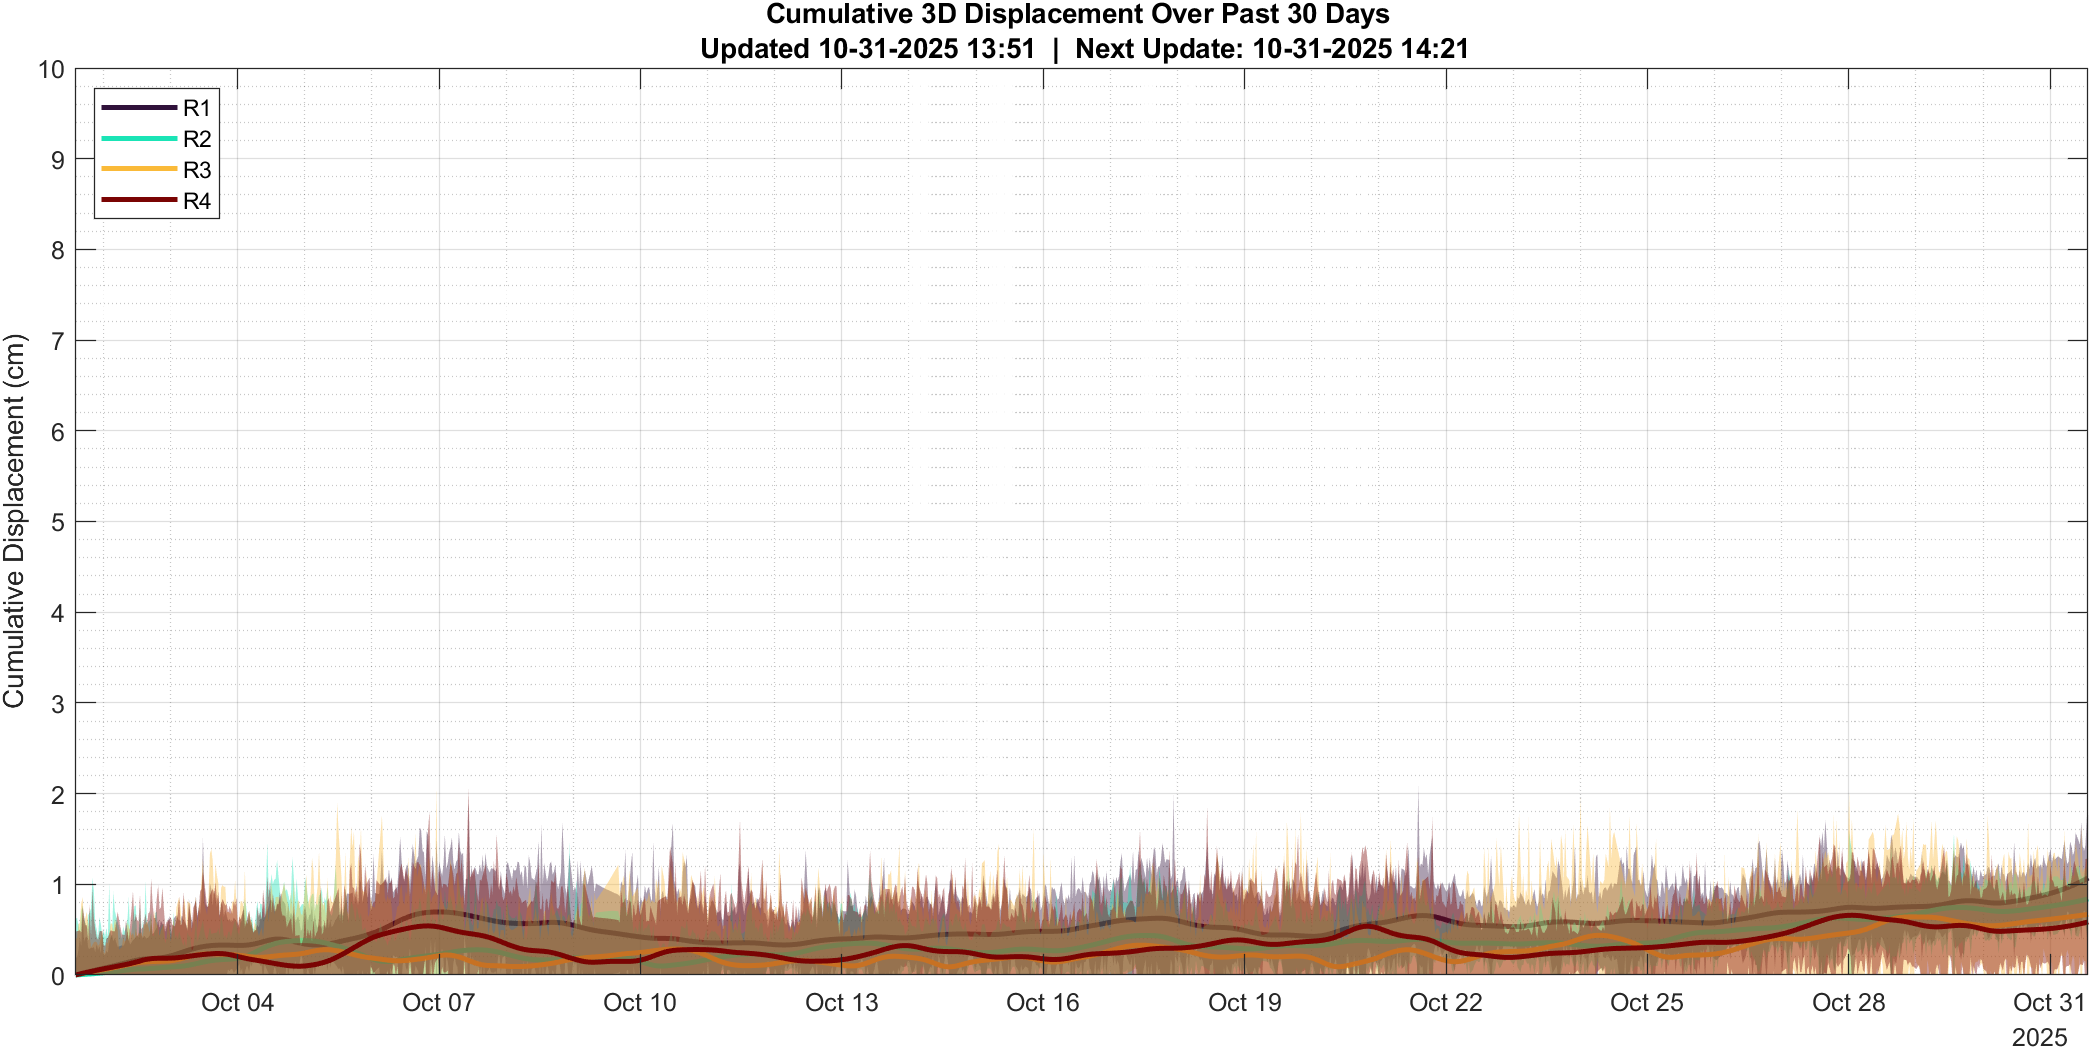 Cumulative 3D Displacement Over Past 30 Days
Updated 10-31-2025 13:51 | Next Update: 10-31-2025 14:21
Cumulative Displacement (cm)
10
9
8
7
6
5
4
3
2
1
0
R1
R2
R3
R4
Oct 04 Oct 07 Oct 10 Oct 13 Oct 16 Oct 19 Oct 22 Oct 25 Oct 28 Oct 31
2025